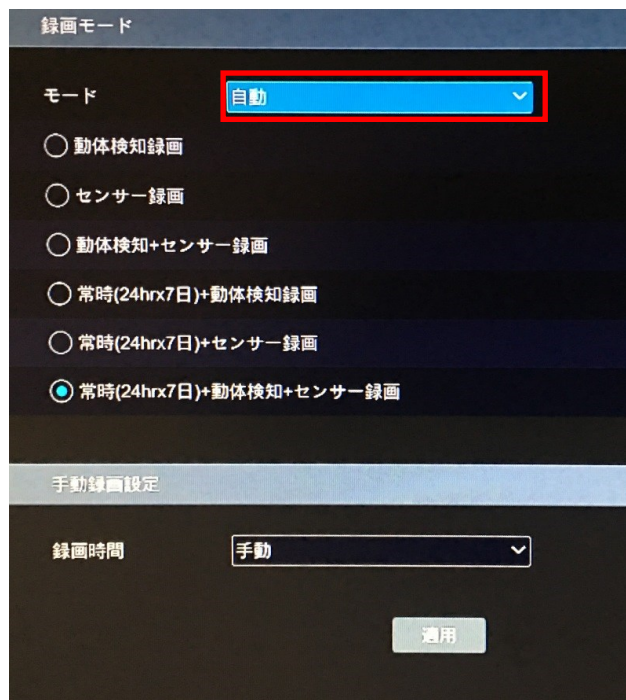 録画モード
モード 自動
動体検知録画
センサー録画
動体検知+センサー録画
常時(24hrx7日)+動体検知録画
常時(24hrx7日)+センサー録画
常時(24hrx7日)+動体検知+センサー録画
手動録画設定
録画時間 手動
適用